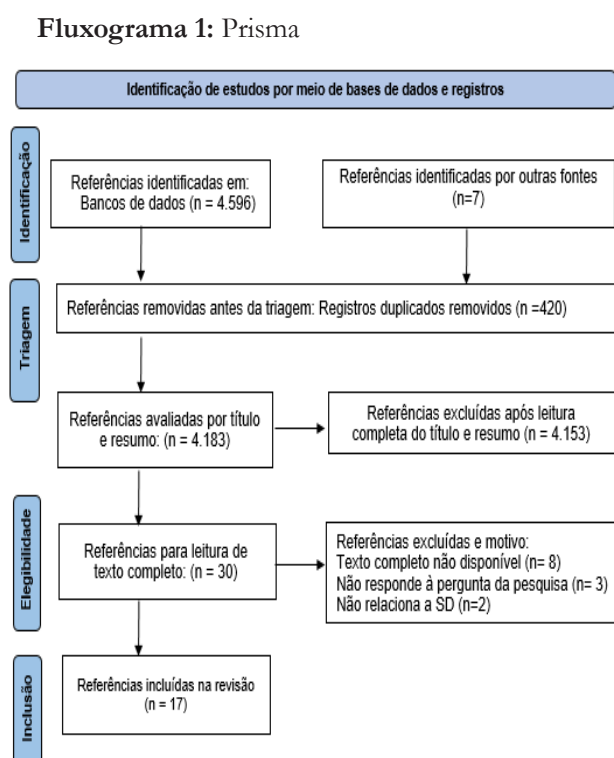 Fluxograma 1: Prisma
Identificação de estudos por meio de bases de dados e registros
Identificação
Referências identificadas em:
Bancos de dados (n = 4.596)
Referências identificadas por outras fontes
(n=7)
Triagem
Referências removidas antes da triagem: Registros duplicados removidos (n =420)
Referências avaliadas por título
e resumo: (n = 4.183)
Referências excluídas após leitura
completa do título e resumo (n = 4.153)
Elegibilidade
Referências para leitura de
texto completo: (n = 30)
Referências excluídas e motivo:
Texto completo não disponível (n= 8)
Não responde à pergunta da pesquisa (n= 3)
Não relaciona a SD (n=2)
Inclusão
Referências incluídas na revisão
(n = 17)